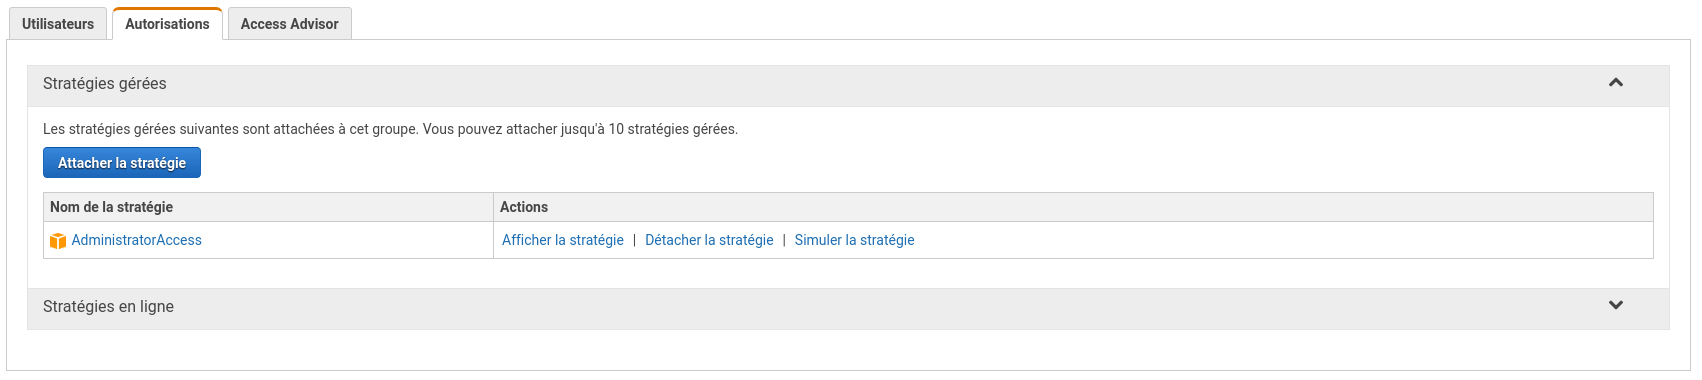 Utilisateurs Autorisations Access Advisor
Stratégies gérées
Les stratégies gérées suivantes sont attachées à cet groupe. Vous pouvez attacher jusqu'à 10 stratégies gérées.
Attacher la stratégie
Nom de la stratégie Actions
AdministratorAccess Afficher la stratégie | Détacher la stratégie | Simuler la stratégie
Stratégies en ligne